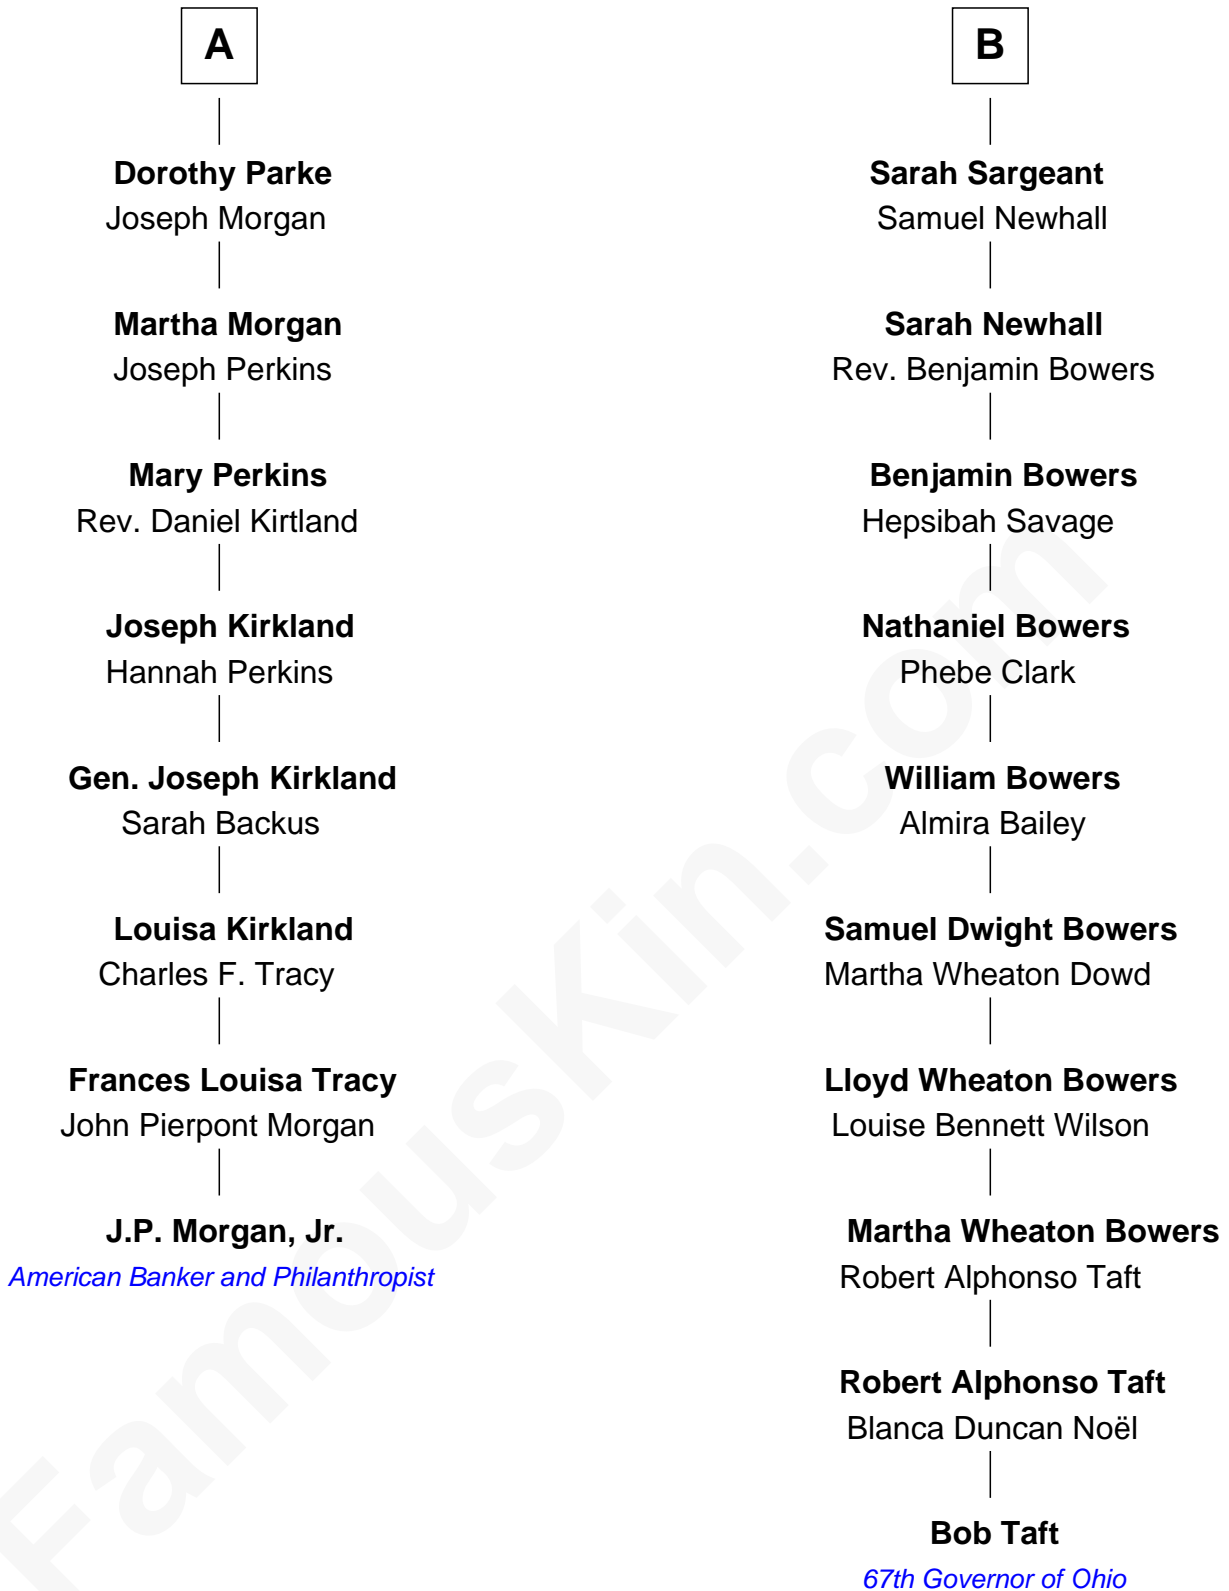 A
Dorothy Parke
Joseph Morgan
Martha Morgan
Joseph Perkins
Mary Perkins
Rev. Daniel Kirtland
Joseph Kirkland
Hannah Perkins
Gen. Joseph Kirkland
Sarah Backus
Louisa Kirkland
Charles F. Tracy
Frances Louisa Tracy
John Pierpont Morgan
J.P. Morgan, Jr.
American Banker and Philanthropist
B
Sarah Sargeant
Samuel Newhall
Sarah Newhall
Rev. Benjamin Bowers
Benjamin Bowers
Hepsibah Savage
Nathaniel Bowers
Phebe Clark
William Bowers
Almira Bailey
Samuel Dwight Bowers
Martha Wheaton Dowd
Lloyd Wheaton Bowers
Louise Bennett Wilson
Martha Wheaton Bowers
Robert Alphonso Taft
Robert Alphonso Taft
Blanca Duncan Noël
Bob Taft
67th Governor of Ohio
FamousKin.com